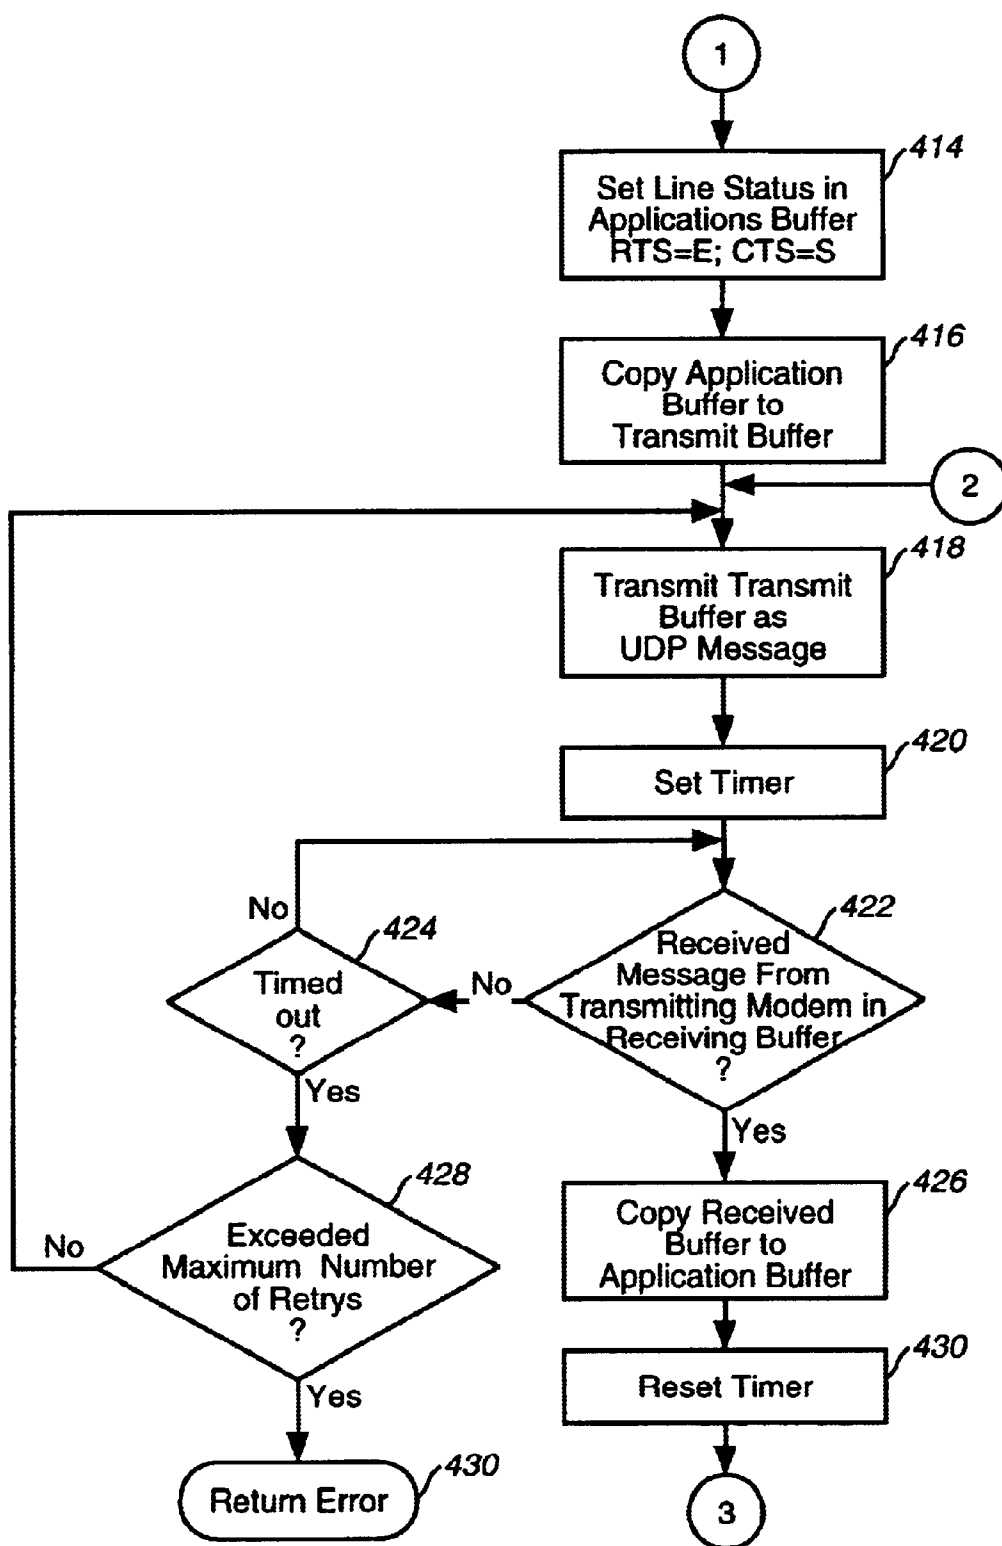 1
414
Set Line Status in
Applications Buffer
RTS=E; CTS=S
416
Copy Application
Buffer to
Transmit Buffer
2
418
Transmit Transmit
Buffer as
UDP Message
420
Set Timer
No
424
Timed
out
?
No
422
Received
Message From
Transmitting Modem in
Receiving Buffer
?
Yes
Yes
428
Exceeded
Maximum Number
of Retrys
?
No
426
Copy Received
Buffer to
Application Buffer
430
Reset Timer
Yes
430
Return Error
3